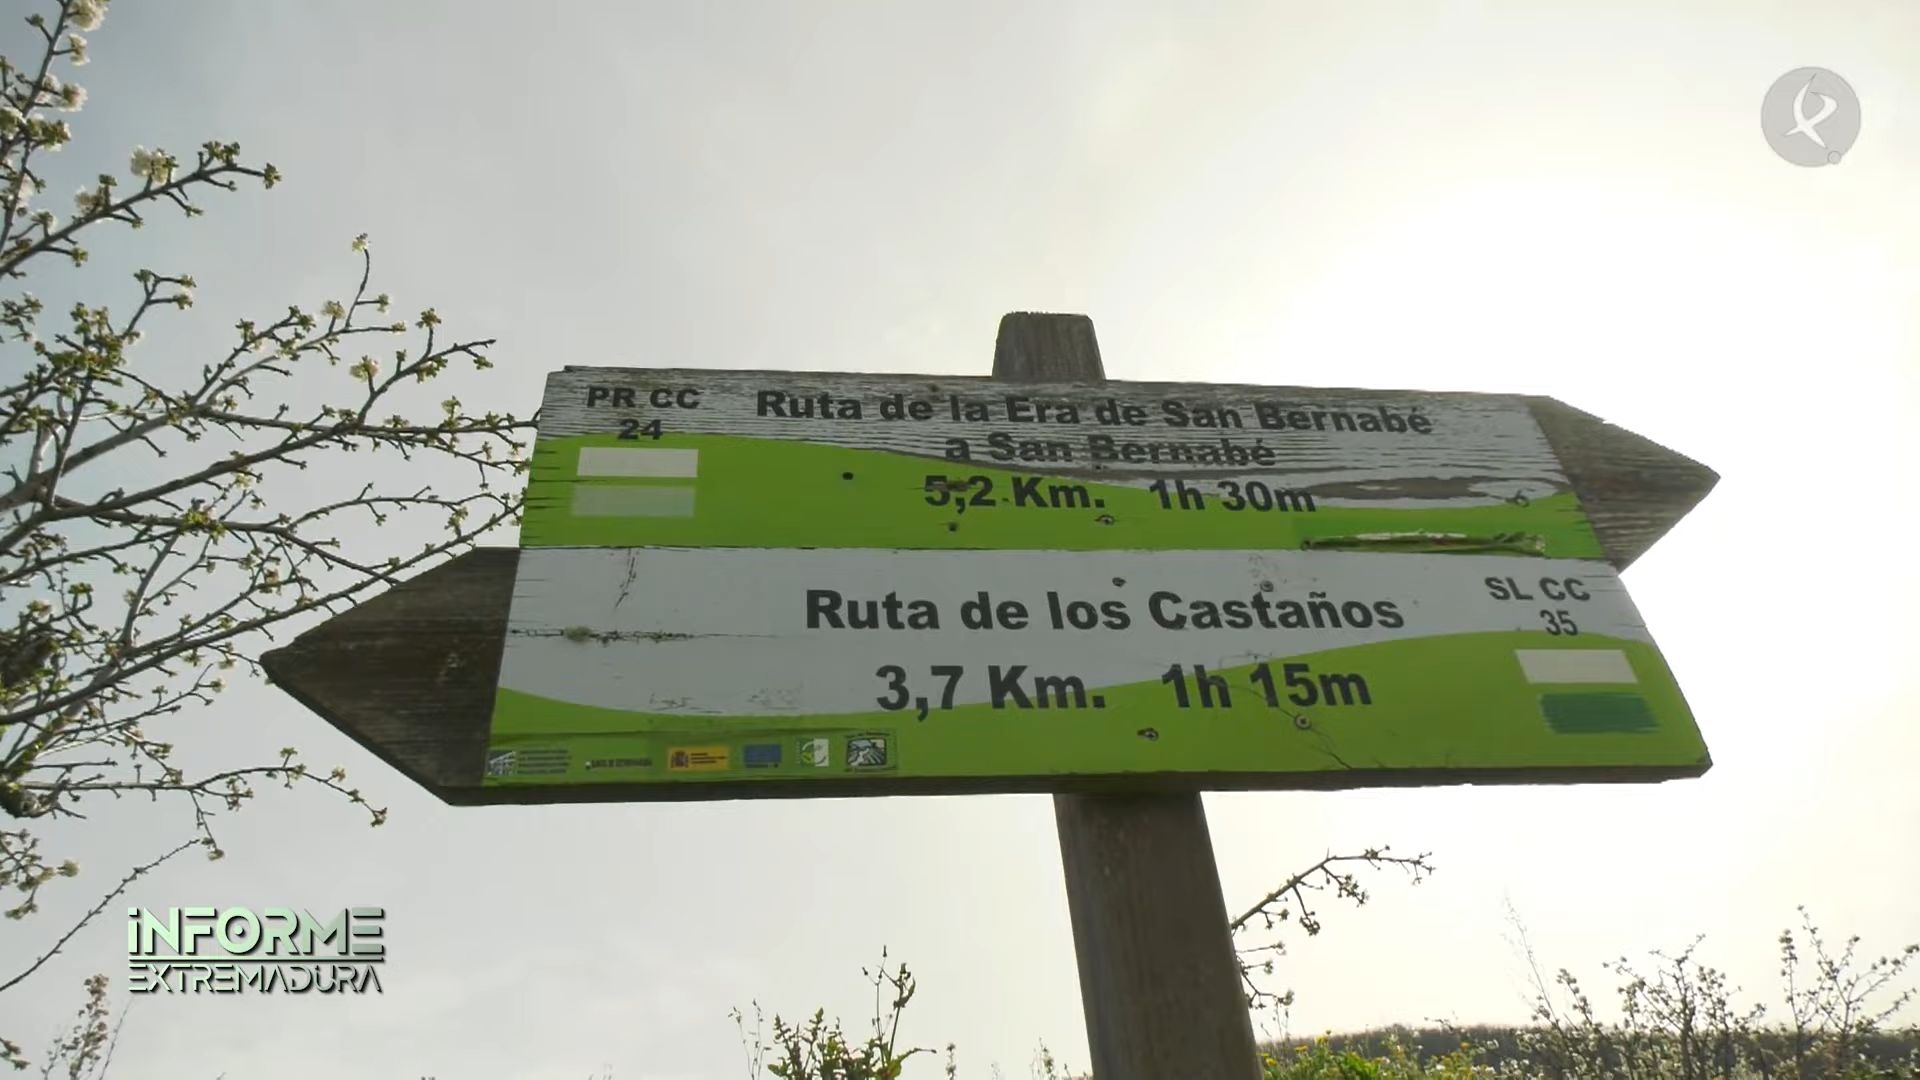 PR CC
24
Ruta de la Era de San Bernabé
a San Bernabé
5,2 Km. 1h 30m
Ruta de los Castaños
3,7 Km. 1h 15m
SL CC
35
INFORME
EXTREMADURA